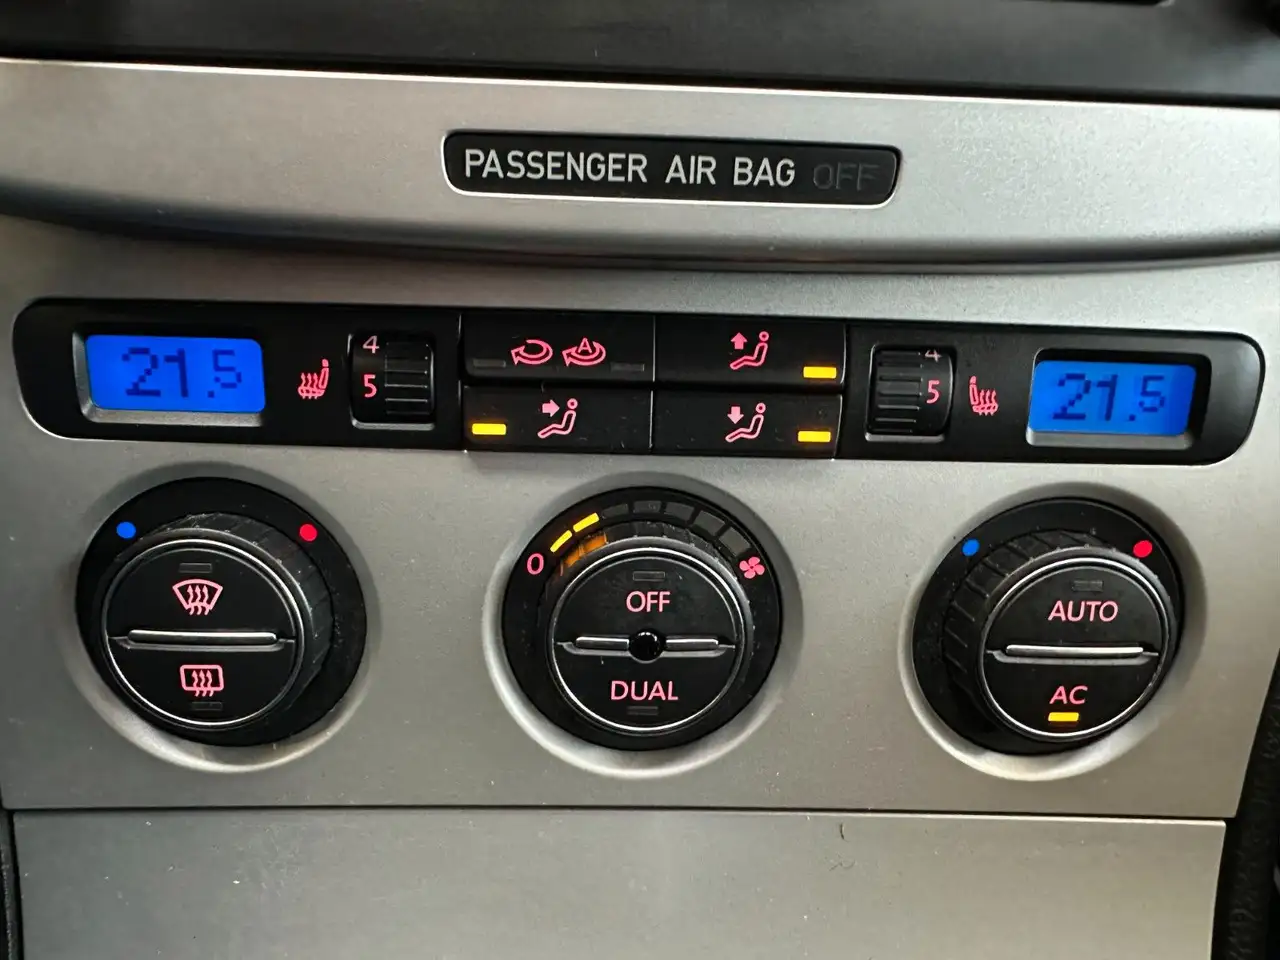 PASSENGER AIR BAG OFF
21.5
4
5
A
4
5
21.5
0
OFF
DUAL
AUTO
AC